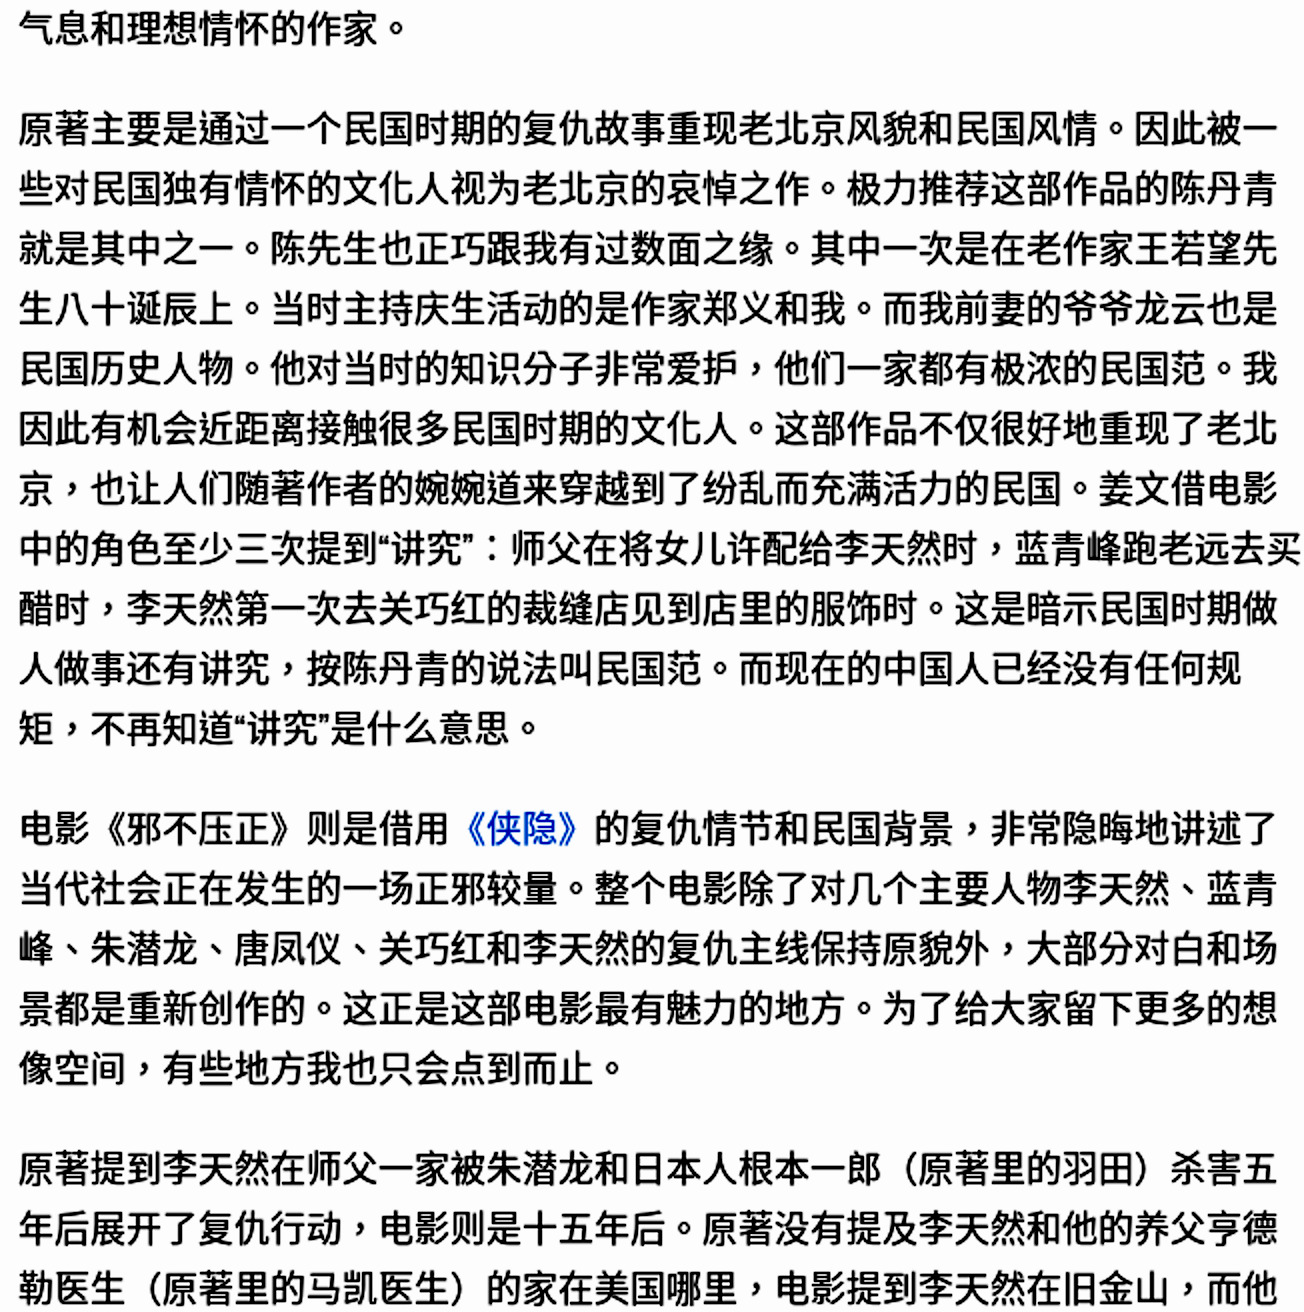 气息和理想情怀的作家。
原著主要是通过一个民国时期的复仇故事重现老北京风貌和民国风情。因此被一
些对民国独有情怀的文化人视为老北京的哀悼之作。极力推荐这部作品的陈丹青
就是其中之一。陈先生也正巧跟我有过数面之缘。其中一次是在老作家王若望先
生八十诞辰上。当时主持庆生活动的是作家郑义和我。而我前妻的爷爷龙云也是
民国历史人物。他对当时的知识分子非常爱护，他们一家都有极浓的民国范。我
因此有机会近距离接触很多民国时期的文化人。这部作品不仅很好地重现了老北
京，也让人们随著作者的婉婉道来穿越到了纷乱而充满活力的民国。姜文借电影
中的角色至少三次提到“讲究”：师父在将女儿许配给李天然时，蓝青峰跑老远去买
醋时，李天然第一次去关巧红的裁缝店见到店里的服饰时。这是暗示民国时期做
人做事还有讲究，按陈丹青的说法叫民国范。而现在的中国人已经没有任何规
矩，不再知道“讲究”是什么意思。
电影《邪不压正》则是借用《侠隐》的复仇情节和民国背景，非常隐晦地讲述了
当代社会正在发生的一场正邪较量。整个电影除了对几个主要人物李天然、蓝青
峰、朱潜龙、唐凤仪、关巧红和李天然的复仇主线保持原貌外，大部分对白和场
景都是重新创作的。这正是这部电影最有魅力的地方。为了给大家留下更多的想
像空间，有些地方我也只会点到而止。
原著提到李天然在师父一家被朱潜龙和日本人根本一郎（原著里的羽田）杀害五
年后展开了复仇行动，电影则是十五年后。原著没有提及李天然和他的养父亨德
勒医生（原著里的马凯医生）的家在美国哪里，电影提到李天然在旧金山，而他